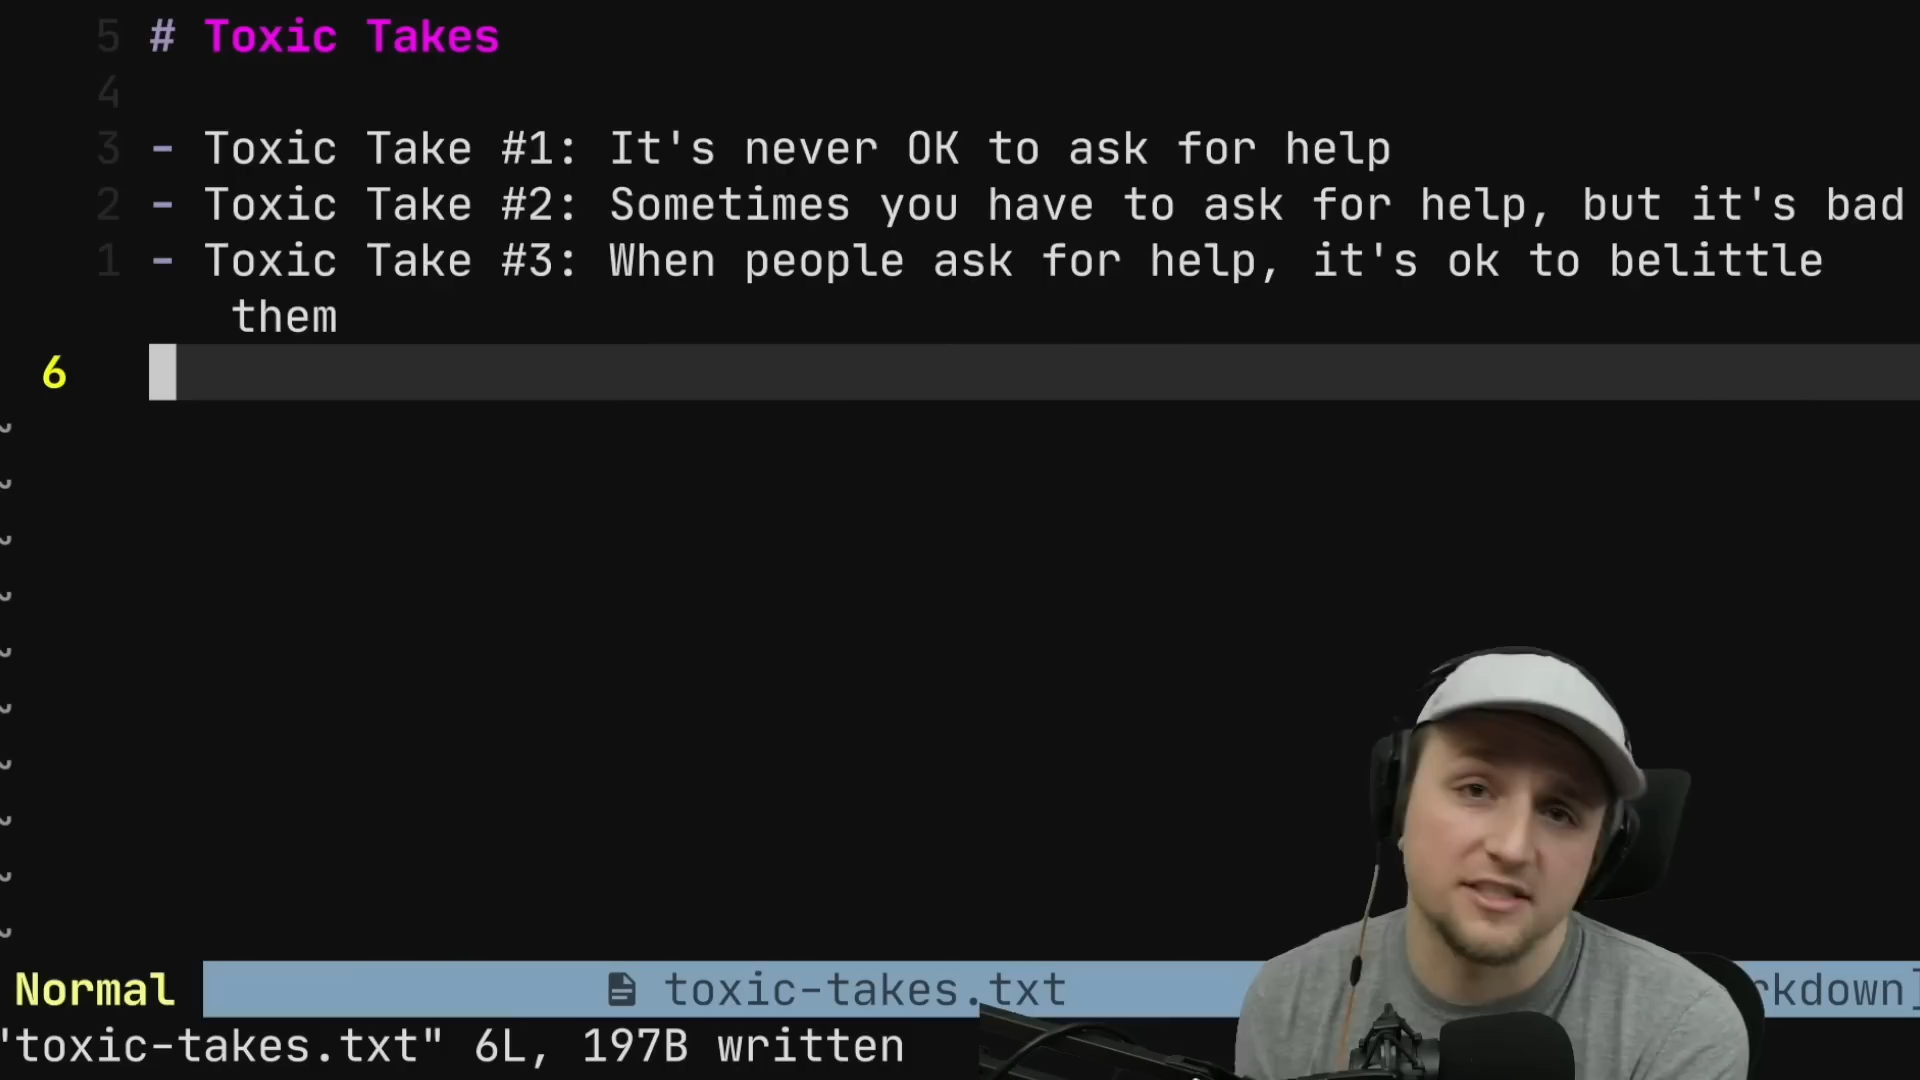 5 # Toxic Takes
4
3 - Toxic Take #1: It's never OK to ask for help
2 - Toxic Take #2: Sometimes you have to ask for help, but it's bad
1 - Toxic Take #3: When people ask for help, it's ok to belittle
them
6
~
~
~
~
~
~
~
~
~
~
Normal toxic-takes.txt rkdown]
"toxic-takes.txt" 6L, 197B written